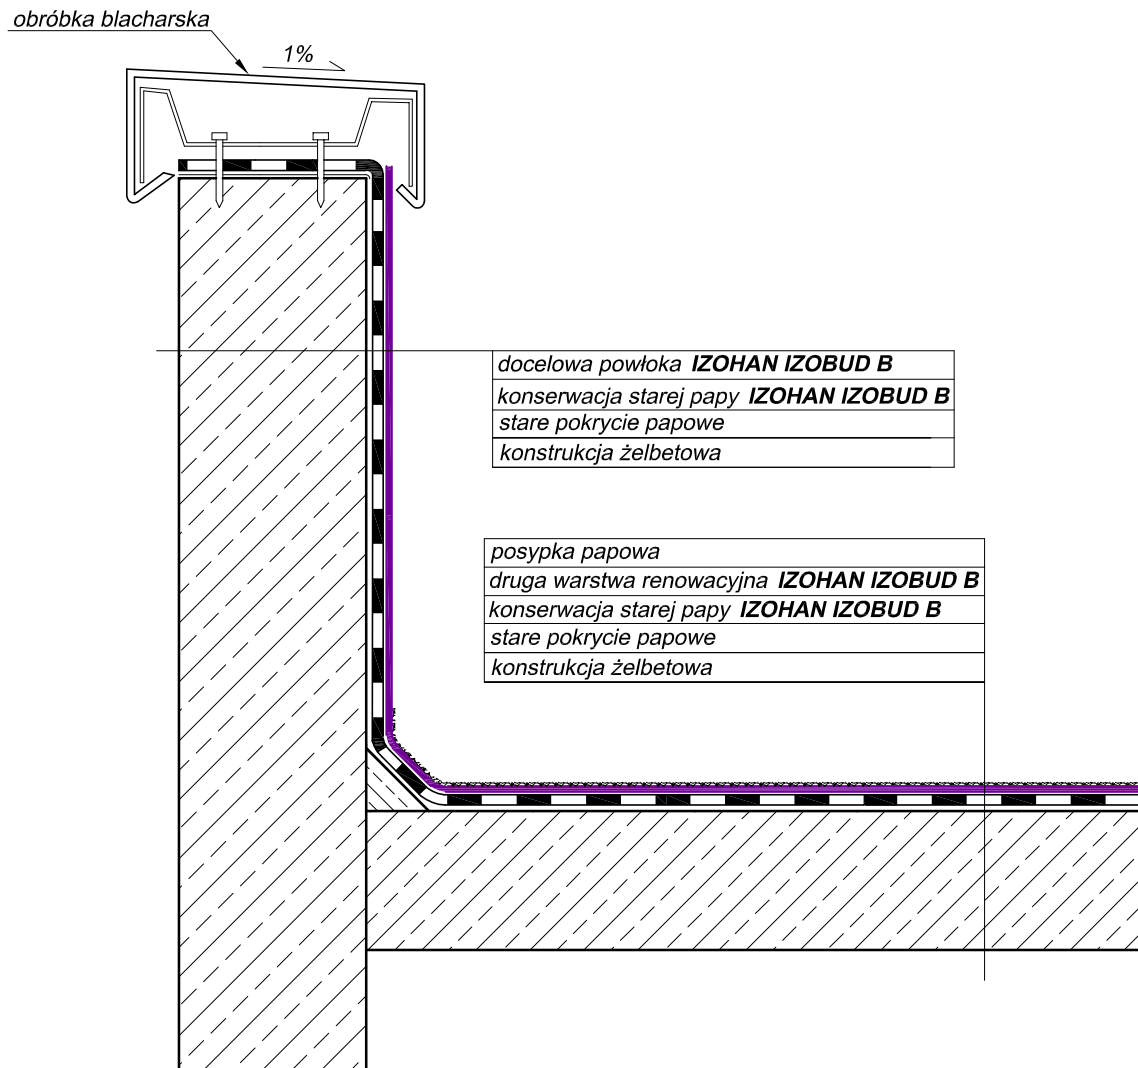 obróbka blacharska
1%
docelowa powłoka IZOHAN IZOBUD B
konserwacja starej papy IZOHAN IZOBUD B
stare pokrycie papowe
konstrukcja żelbetowa
posypka papowa
druga warstwa renowacyjna IZOHAN IZOBUD B
konserwacja starej papy IZOHAN IZOBUD B
stare pokrycie papowe
konstrukcja żelbetowa